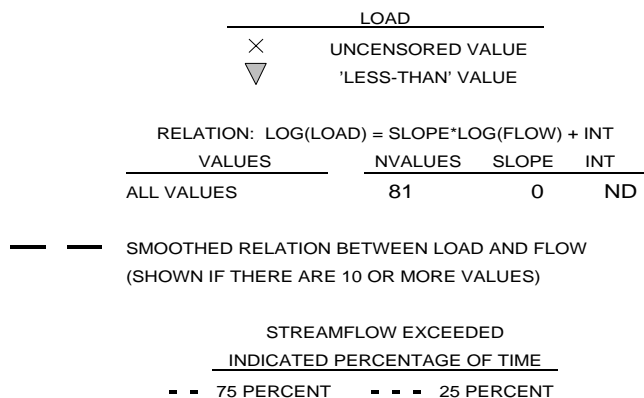 LOAD
UNCENSORED VALUE
'LESS-THAN' VALUE
RELATION: LOG(LOAD) = SLOPE*LOG(FLOW) + INT
VALUES NVALUES SLOPE INT
ALL VALUES 81 0 ND
SMOOTHED RELATION BETWEEN LOAD AND FLOW
(SHOWN IF THERE ARE 10 OR MORE VALUES)
STREAMFLOW EXCEEDED
INDICATED PERCENTAGE OF TIME
75 PERCENT 25 PERCENT